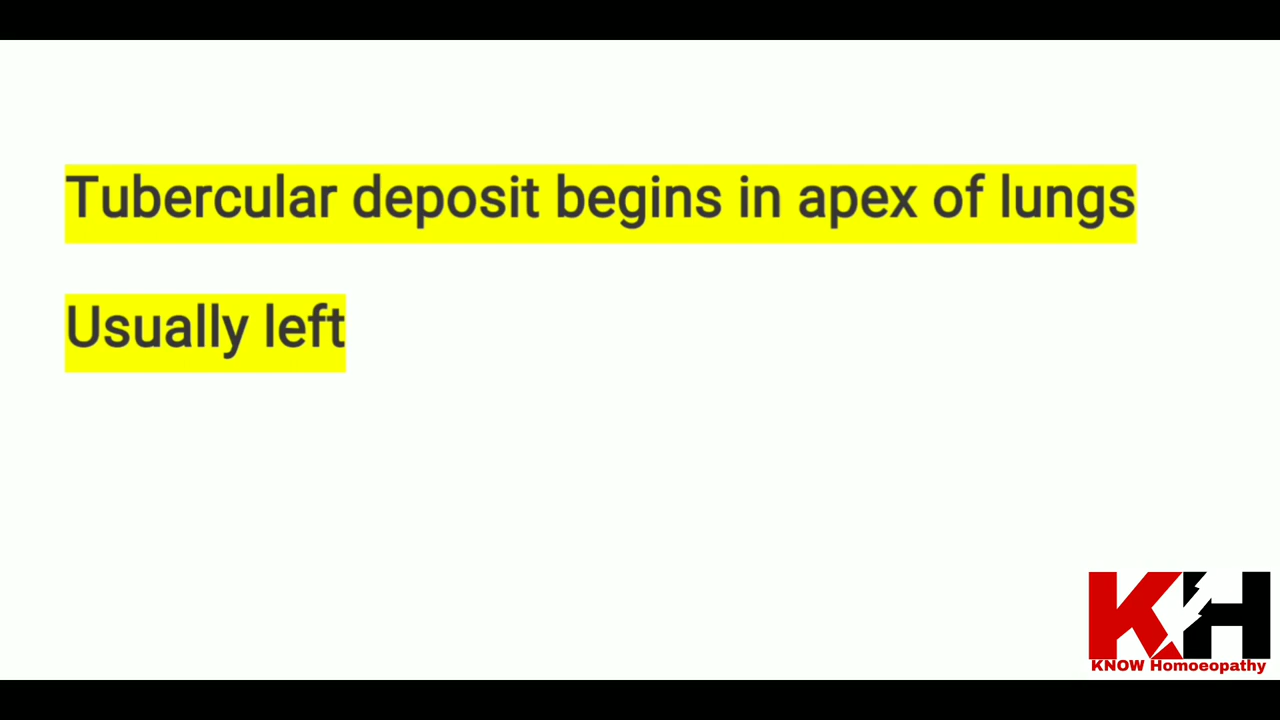 Tubercular deposit begins in apex of lungs
Usually left
KH
KNOW Homoeopathy